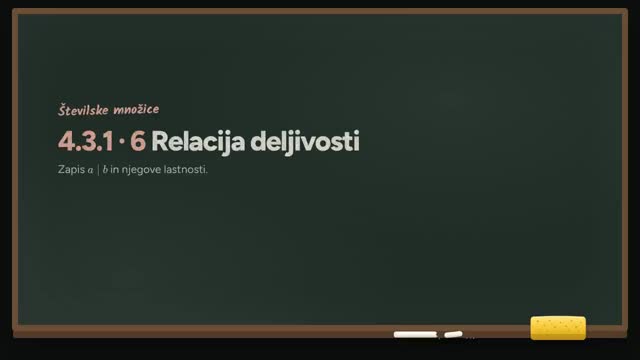 Številske množice
4.3.1 · 6 Relacija deljivosti
Zapis a | b in njegove lastnosti.